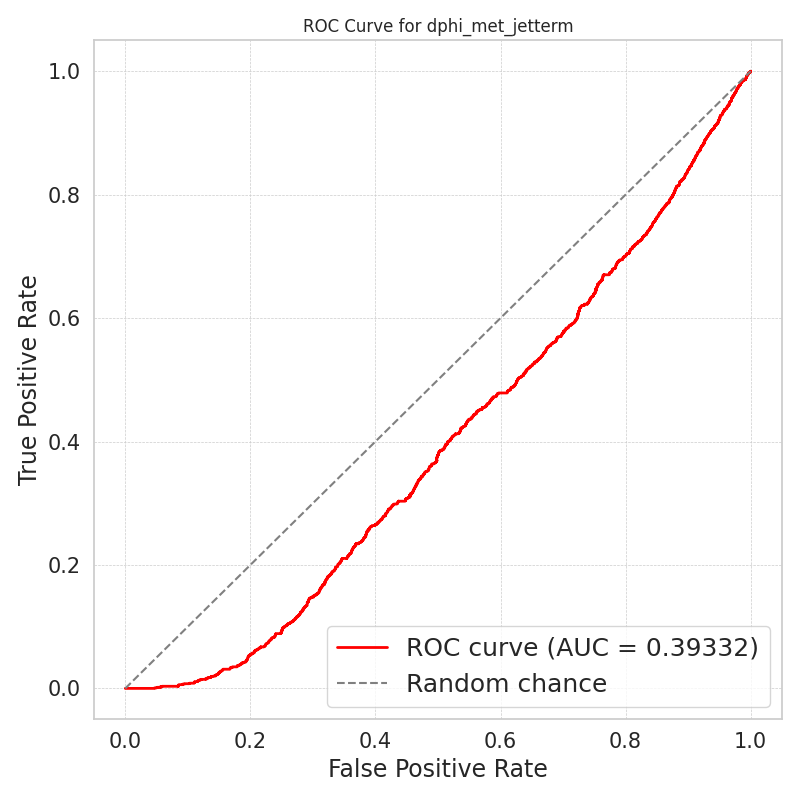 ROC Curve for dphi_met_jetterm
True Positive Rate
1.0
0.8
0.6
0.4
0.2
0.0
ROC curve (AUC = 0.39332)
Random chance
0.0 0.2 0.4 0.6 0.8 1.0
False Positive Rate